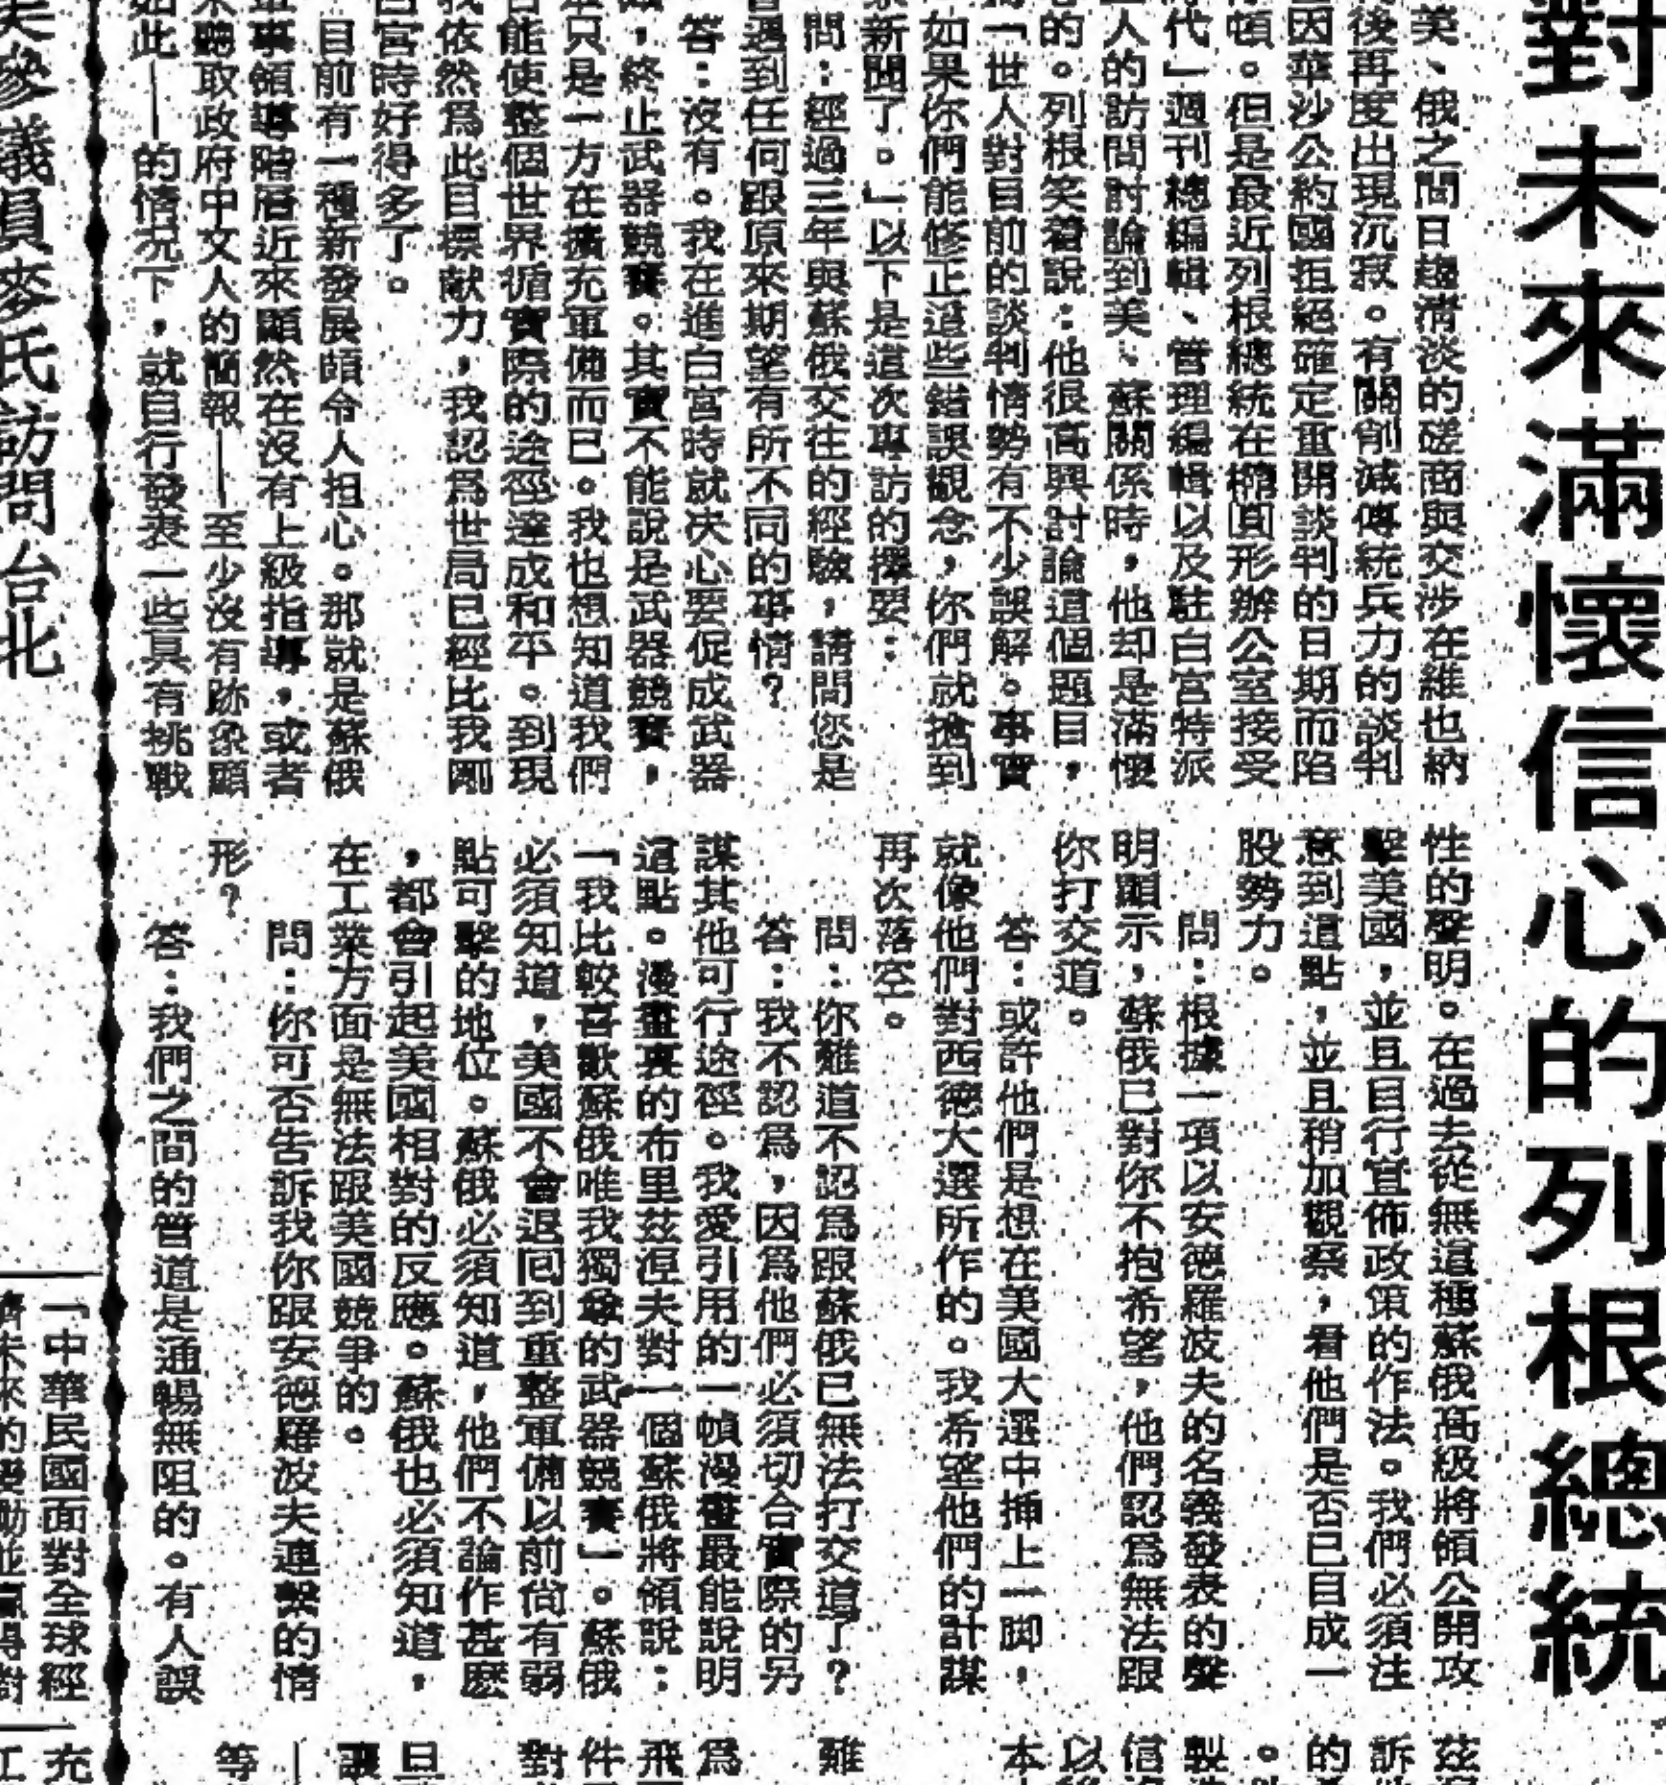 對未來滿懷信心的列根總統
美、俄之間日趨清淡的磋商與交涉在維也納
後再度出現沉寂。有關削減傳統兵力的談判
因華沙公約國拒絕確定重開談判的日期而陷
頓。但是最近列根總統在橢圓形辦公室接受
代」週刊總編輯、管理編輯以及駐白宮特派
人的訪問討論到美、蘇關係時，他却是滿懷
的。列根笑着說：他很高興討論這個題目，
「世人對目前的談判情勢有不少誤解。事實
如果你們能修正這些錯誤觀念，你們就搶到
新聞了。」以下是這次專訪的擇要：
問：經過三年與蘇俄交往的經驗，請問您是
遇到任何跟原來期望有所不同的事情？
答：沒有。我在進白宮時就決心要促成武器
，終止武器競賽。其實不能說是武器競賽，
只是一方在擴充軍備而已。我也想知道我們
能使整個世界循實際的途徑達成和平。到現
依然爲此目標献力，我認爲世局已經比我剛
宮時好得多了。
目前有一種新發展頗令人担心。那就是蘇俄
事領導階層近來顯然在沒有上級指導，或者
聽取政府中文人的簡報——至少沒有跡象顯
如此——的情況下，就自行發表一些具有挑戰
性的聲明。在過去從無這種蘇俄高級將領公開攻
擊美國，並且自行宣佈政策的作法。我們必須注
意到這點，並且稍加觀察，看他們是否已自成一
股勢力。
問：根據一項以安德羅波夫的名義發表的聲
明顯示，蘇俄已對你不抱希望，他們認爲無法跟
你打交道。
答：或許他們是想在美國大選中揷上一脚，
就像他們對西德大選所作的。我希望他們的計謀
再次落空。
問：你難道不認爲跟蘇俄已無法打交道了？
答：我不認爲，因爲他們必須切合實際的另
謀其他可行途徑。我愛引用的一幀漫畫最能說明
這點。漫畫裏的布里玆湼夫對一個蘇俄將領說：
「我比較喜歡蘇俄唯我獨尊的武器競賽」。蘇俄
必須知道，美國不會退回到重整軍備以前尙有弱
點可擊的地位。蘇俄必須知道，他們不論作甚麽
，都會引起美國相對的反應。蘇俄也必須知道，
在工業方面是無法跟美國競爭的。
問：你可否告訴我你跟安德羅波夫連繫的情
形？
答：我們之間的管道是通暢無阻的。有人誤
茲
訴
的
。
製
信
以
本
雖
爲
飛
件
對
且
讓
｜
等
參議員麥氏訪問台北
「中華民國面對全球經
濟未來的變動並贏得對
充
工